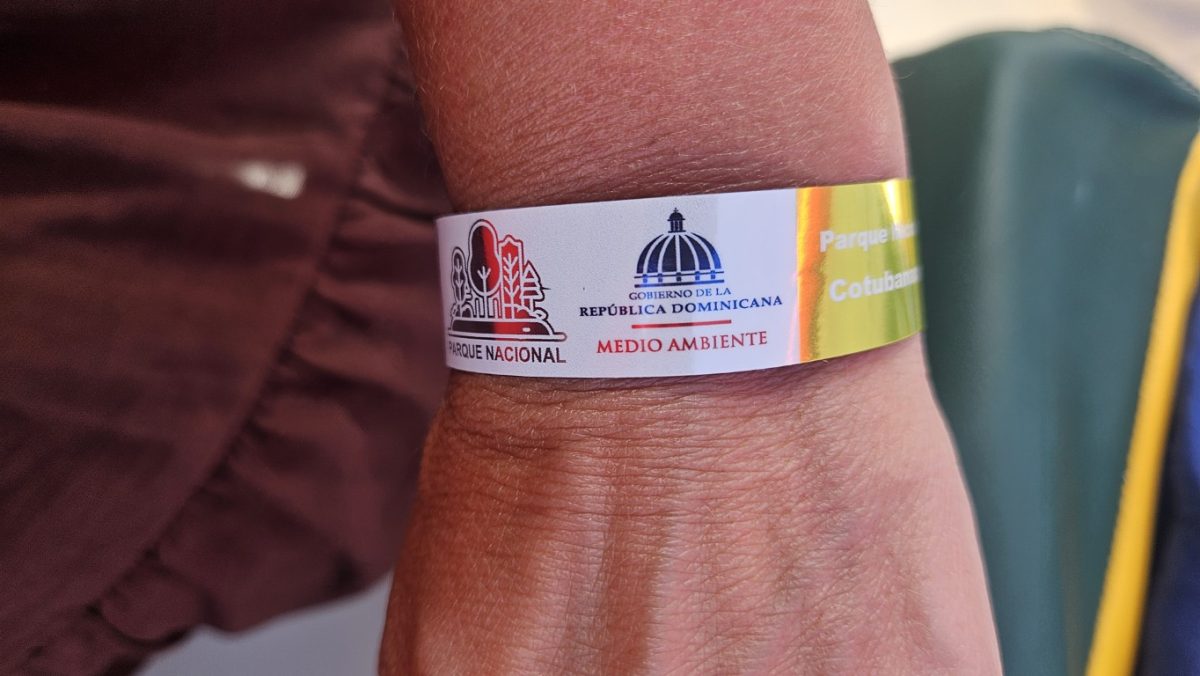 PARQUE NACIONAL
GOBIERNO DE LA
REPÚBLICA DOMINICANA
MEDIO AMBIENTE
Parque